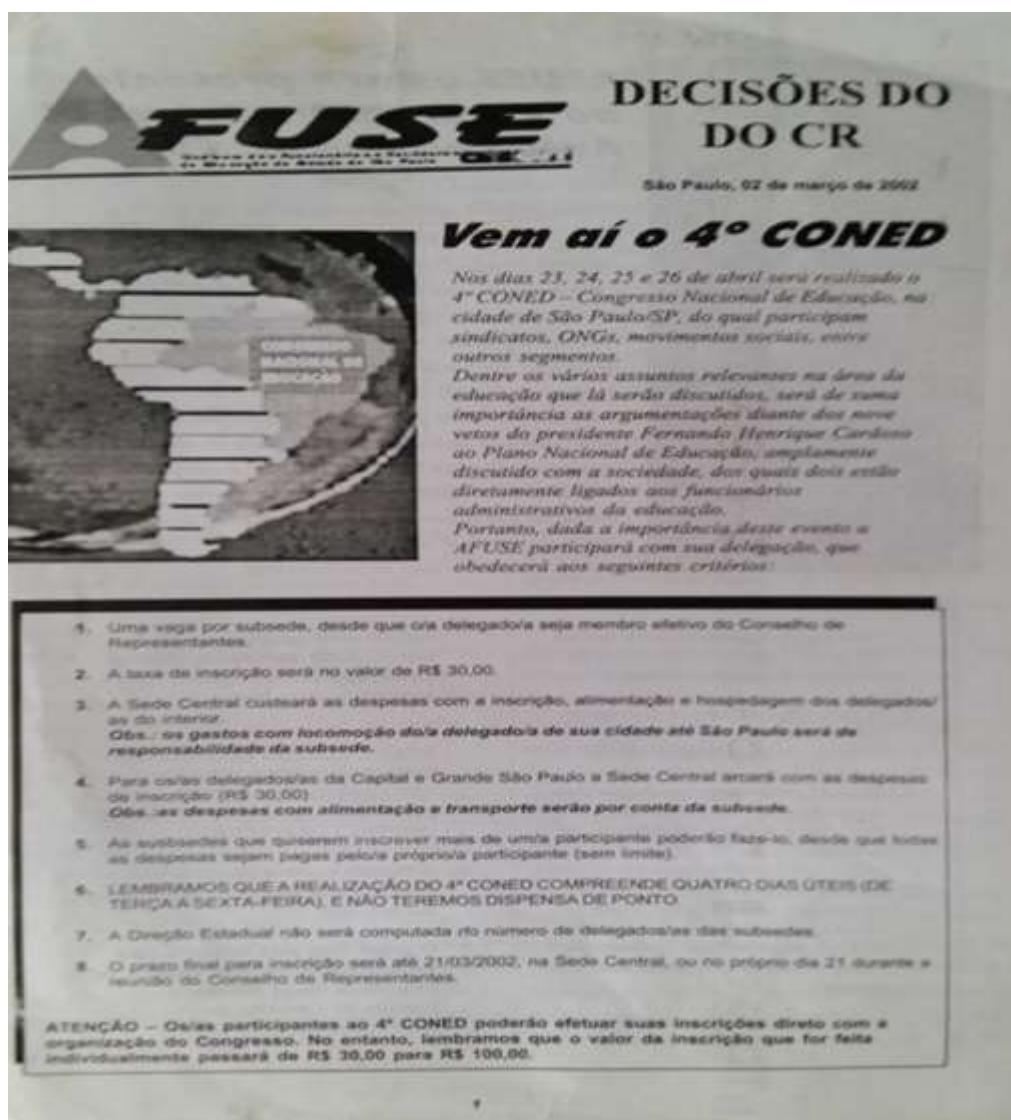 AFUSE
DECISÕES DO
DO CR
São Paulo, 02 de março de 2002
Vem aí o 4º CONED
Nos dias 23, 24, 25 e 26 de abril será realizado o
4º CONED – Congresso Nacional de Educação, na
cidade de São Paulo/SP, do qual participam
sindicatos, ONGs, movimentos sociais, entre
outros segmentos.
Dentre os vários assuntos relevantes na área da
educação que lá serão discutidos, será de suma
importância as argumentações diante dos nove
vetos do presidente Fernando Henrique Cardoso
ao Plano Nacional de Educação, amplamente
discutido com a sociedade, dos quais dois estão
diretamente ligados aos funcionários
administrativos da educação.
Portanto, dada a importância deste evento a
AFUSE participará com sua delegação, que
obedecerá aos seguintes critérios:
1. Uma vaga por subsede, desde que o/a delegado/a seja membro efetivo do Conselho de
Representantes.
2. A taxa de inscrição será no valor de R$ 30,00.
3. A Sede Central custeará as despesas com a inscrição, alimentação e hospedagem dos delegados/
as do interior.
Obs.: os gastos com locomoção do/a delegado/a de sua cidade até São Paulo será de
responsabilidade da subsede.
4. Para os/as delegados/as da Capital e Grande São Paulo a Sede Central arcará com as despesas
de inscrição (R$ 30,00)
Obs.:as despesas com alimentação e transporte serão por conta da subsede.
5. As susbsedes que quiserem inscrever mais de um/a participante poderão faze-lo, desde que todas
as despesas sejam pagas pelo/a próprio/a participante (sem limite).
6. LEMBRAMOS QUE A REALIZAÇÃO DO 4º CONED COMPREENDE QUATRO DIAS ÚTEIS (DE
TERÇA A SEXTA-FEIRA), E NÃO TEREMOS DISPENSA DE PONTO
7. A Direção Estadual não será computada no número de delegados/as das subsedes.
8. O prazo final para inscrição será até 21/03/2002, na Sede Central, ou no próprio dia 21 durante a
reunião do Conselho de Representantes.
ATENÇÃO – Os/as participantes ao 4º CONED poderão efetuar suas inscrições direto com a
organização do Congresso. No entanto, lembramos que o valor da inscrição que for feita
individualmente passará de R$ 30,00 para R$ 100,00.